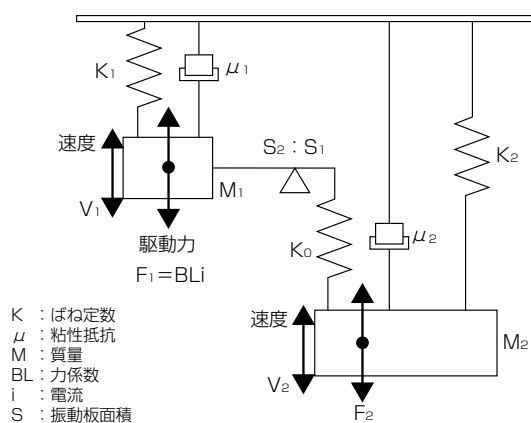 K₁
μ₁
速度
V₁
M₁
S₂：S₁
K₂
駆動力
F₁＝BLi
K₀
μ₂
速度
V₂
M₂
F₂
K ：ばね定数
μ ：粘性抵抗
M ：質量
BL：力係数
i ：電流
S ：振動板面積